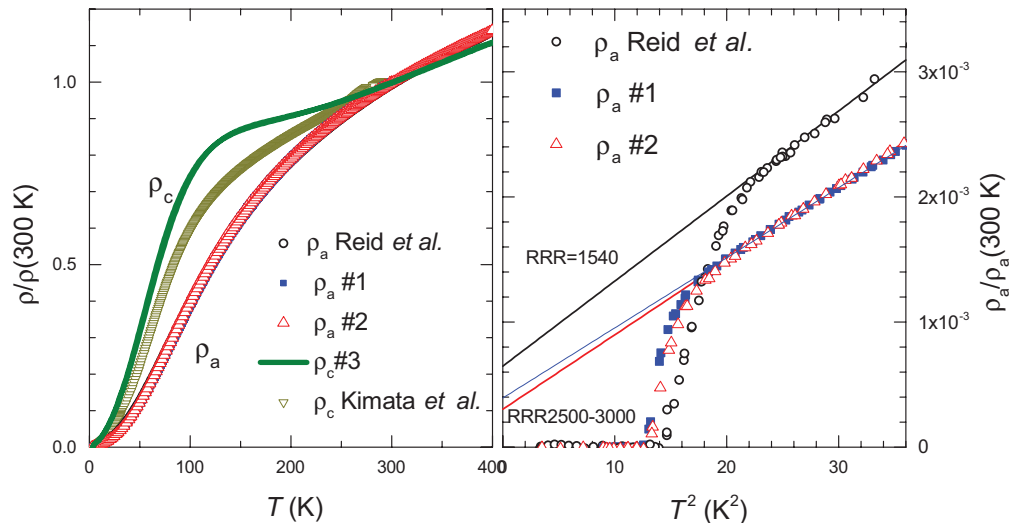 ρ/ρ(300 K)
1.0
0.5
0.0
0
100
200
300
400
T (K)
ρc
ρa
ρa Reid et al.
ρa #1
ρa #2
ρc#3
ρc Kimata et al.
ρa Reid et al.
ρa #1
ρa #2
RRR=1540
RRR2500-3000
0
10
20
30
T² (K²)
3x10⁻³
2x10⁻³
1x10⁻³
0
ρa/ρa(300 K)